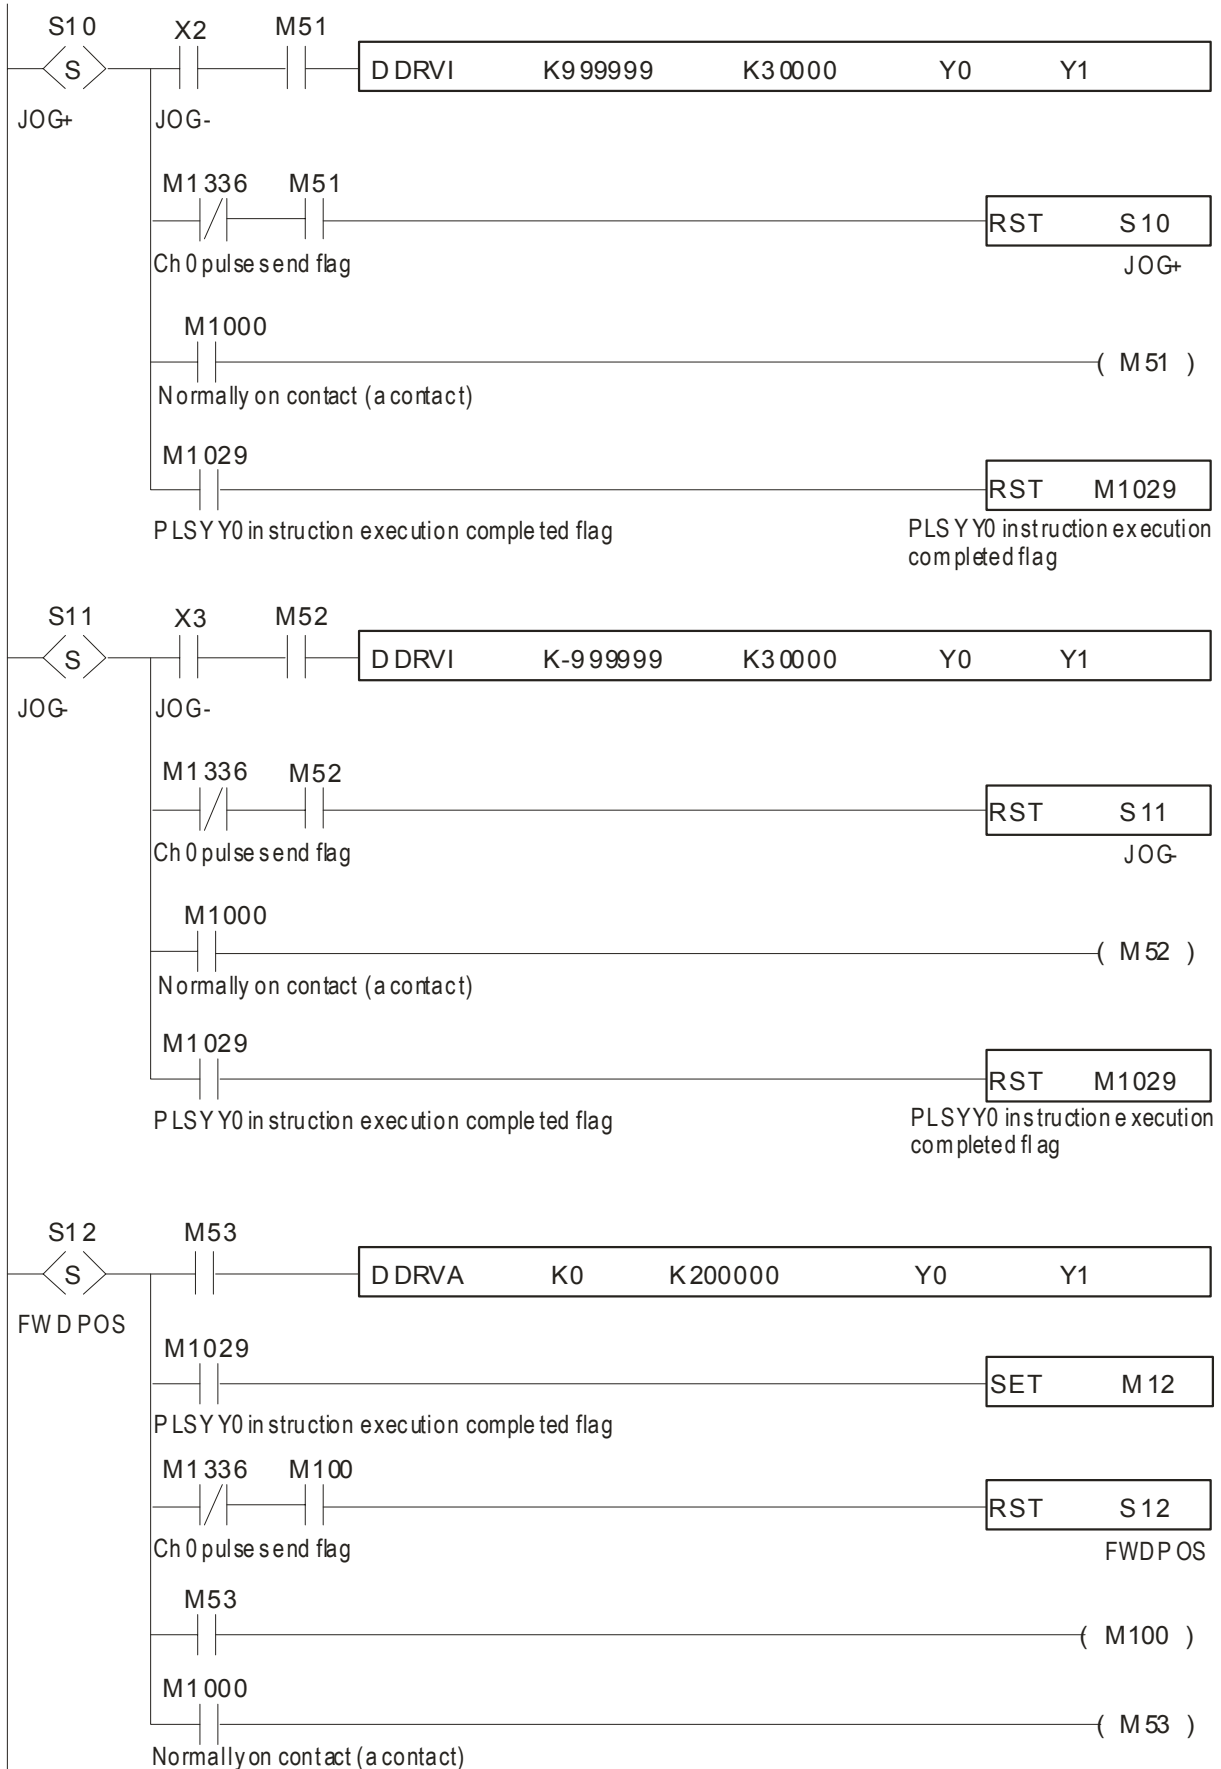 S10 X2 M51
S DDRVI K999999 K30000 Y0 Y1
JOG+ JOG-
M1336 M51
RST S10
Ch0 pulse send flag JOG+
M1000
( M51 )
Normally on contact (a contact)
M1029
RST M1029
PLSY Y0 instruction execution completed flag PLSY Y0 instruction execution
completed flag
S11 X3 M52
S DDRVI K-999999 K30000 Y0 Y1
JOG- JOG-
M1336 M52
RST S11
Ch0 pulse send flag JOG-
M1000
( M52 )
Normally on contact (a contact)
M1029
RST M1029
PLSY Y0 instruction execution completed flag PLSY Y0 instruction execution
completed flag
S12 M53
S DDRVA K0 K200000 Y0 Y1
FWD POS
M1029
SET M12
PLSY Y0 instruction execution completed flag
M1336 M100
RST S12
Ch0 pulse send flag FWD POS
M53
( M100 )
M1000
( M53 )
Normally on contact (a contact)